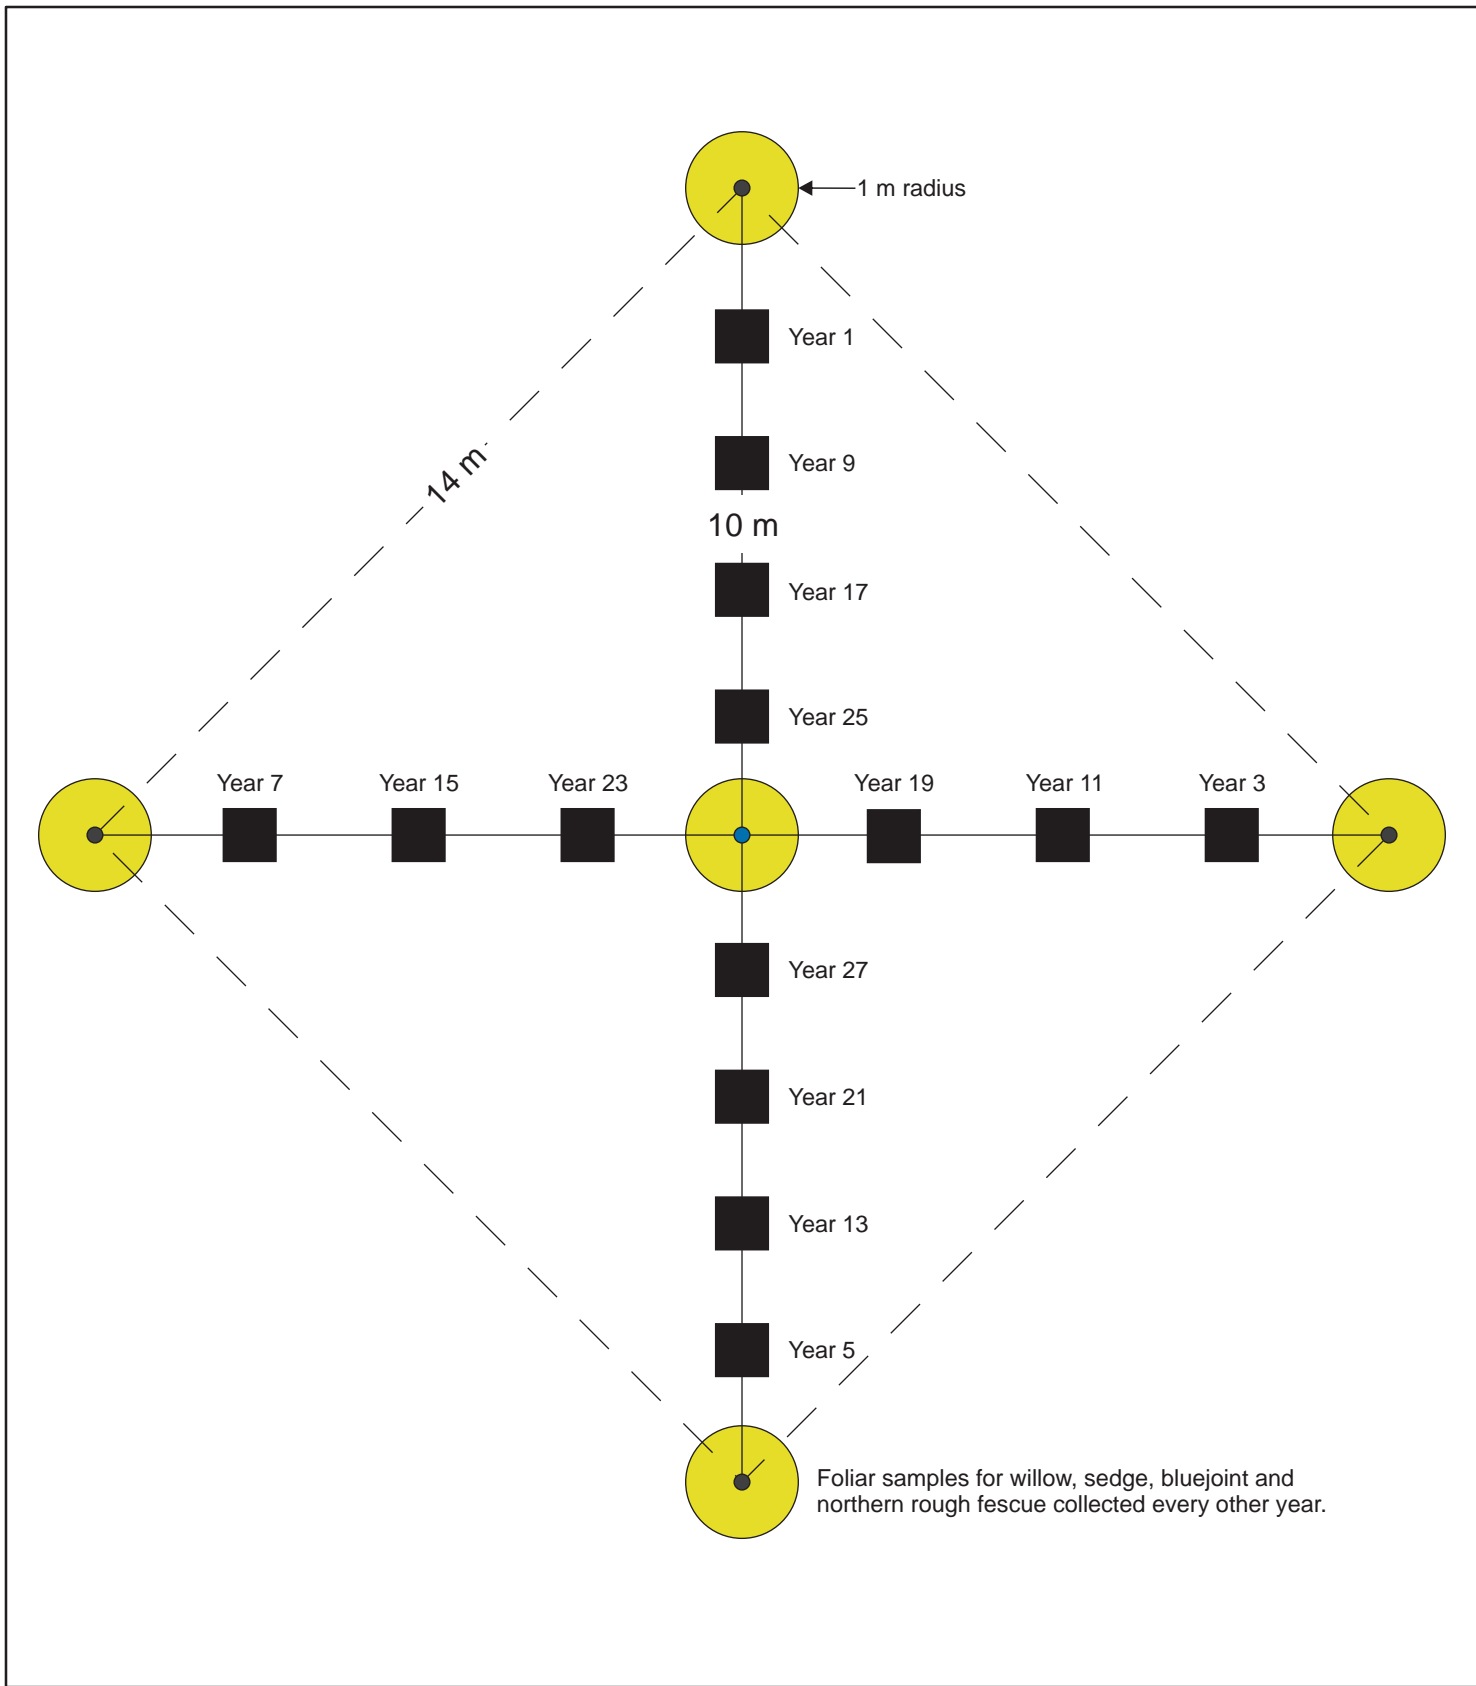 1 m radius
Year 1
14 m
Year 9
10 m
Year 17
Year 25
Year 7
Year 15
Year 23
Year 19
Year 11
Year 3
Year 27
Year 21
Year 13
Year 5
Foliar samples for willow, sedge, bluejoint and
northern rough fescue collected every other year.